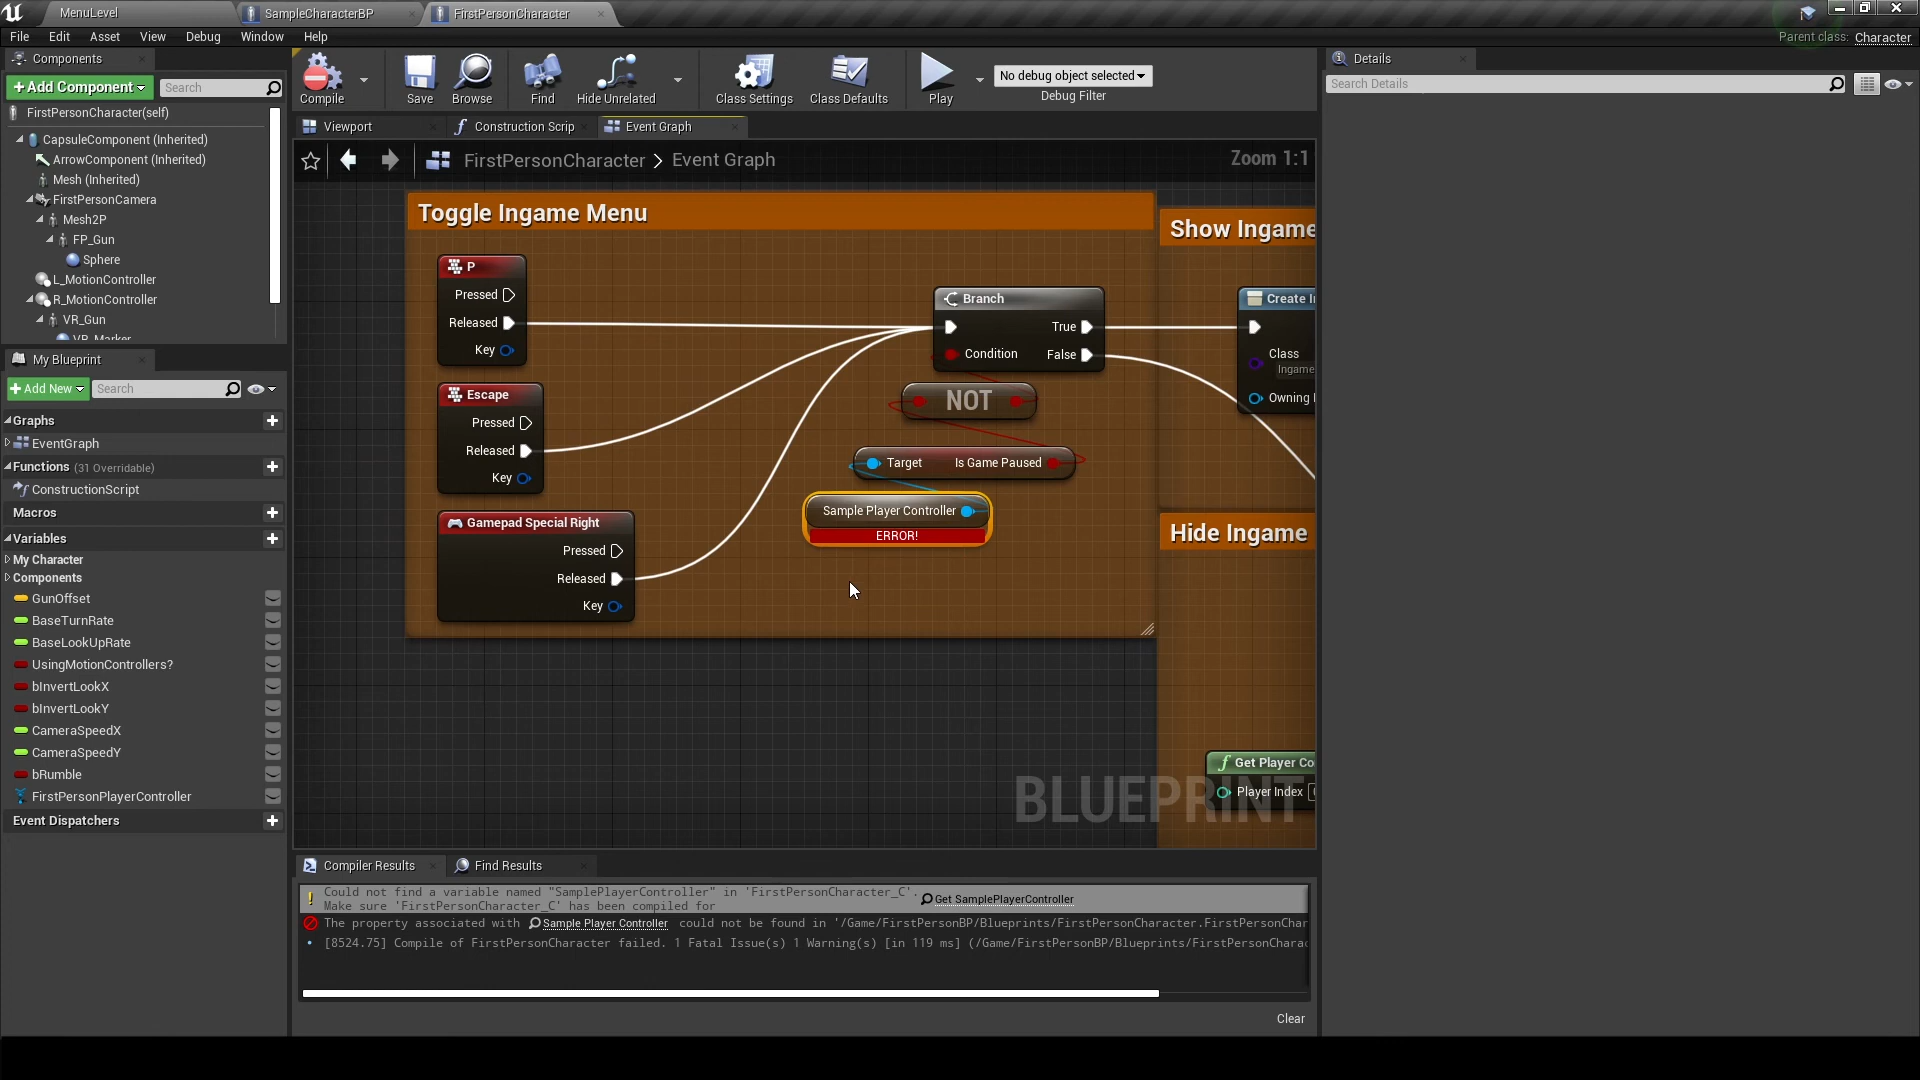 MenuLevel
SampleCharacterBP
FirstPersonCharacter
File Edit Asset View Debug Window Help
Parent class: Character
Components
+Add Component
Search
FirstPersonCharacter(self)
CapsuleComponent (Inherited)
ArrowComponent (Inherited)
Mesh (Inherited)
FirstPersonCamera
Mesh2P
FP_Gun
Sphere
L_MotionController
R_MotionController
VR_Gun
VR_Marker
Compile
Save
Browse
Find
Hide Unrelated
Class Settings
Class Defaults
Play
No debug object selected
Debug Filter
Viewport
Construction Scrip
Event Graph
FirstPersonCharacter > Event Graph
Zoom 1:1
Details
Search Details
My Blueprint
+Add New
Search
Graphs
EventGraph
Functions (31 Overridable)
ConstructionScript
Macros
Variables
My Character
Components
GunOffset
BaseTurnRate
BaseLookUpRate
UsingMotionControllers?
bInvertLookX
bInvertLookY
CameraSpeedX
CameraSpeedY
bRumble
FirstPersonPlayerController
Event Dispatchers
Toggle Ingame Menu
P
Pressed
Released
Key
Escape
Pressed
Released
Key
Gamepad Special Right
Pressed
Released
Key
Branch
True
Condition
False
NOT
Target
Is Game Paused
Sample Player Controller
ERROR!
Show Ingame
Create I
Class
Ingame
Owning
Hide Ingame
Get Player Co
Player Index
BLUEPRINT
Compiler Results
Find Results
Could not find a variable named "SamplePlayerController" in 'FirstPersonCharacter_C'.
Make sure 'FirstPersonCharacter_C' has been compiled for
Get SamplePlayerController
The property associated with Sample Player Controller could not be found in '/Game/FirstPersonBP/Blueprints/FirstPersonCharacter.FirstPersonChar
[8524.75] Compile of FirstPersonCharacter failed. 1 Fatal Issue(s) 1 Warning(s) [in 119 ms] (/Game/FirstPersonBP/Blueprints/FirstPersonCharac
Clear